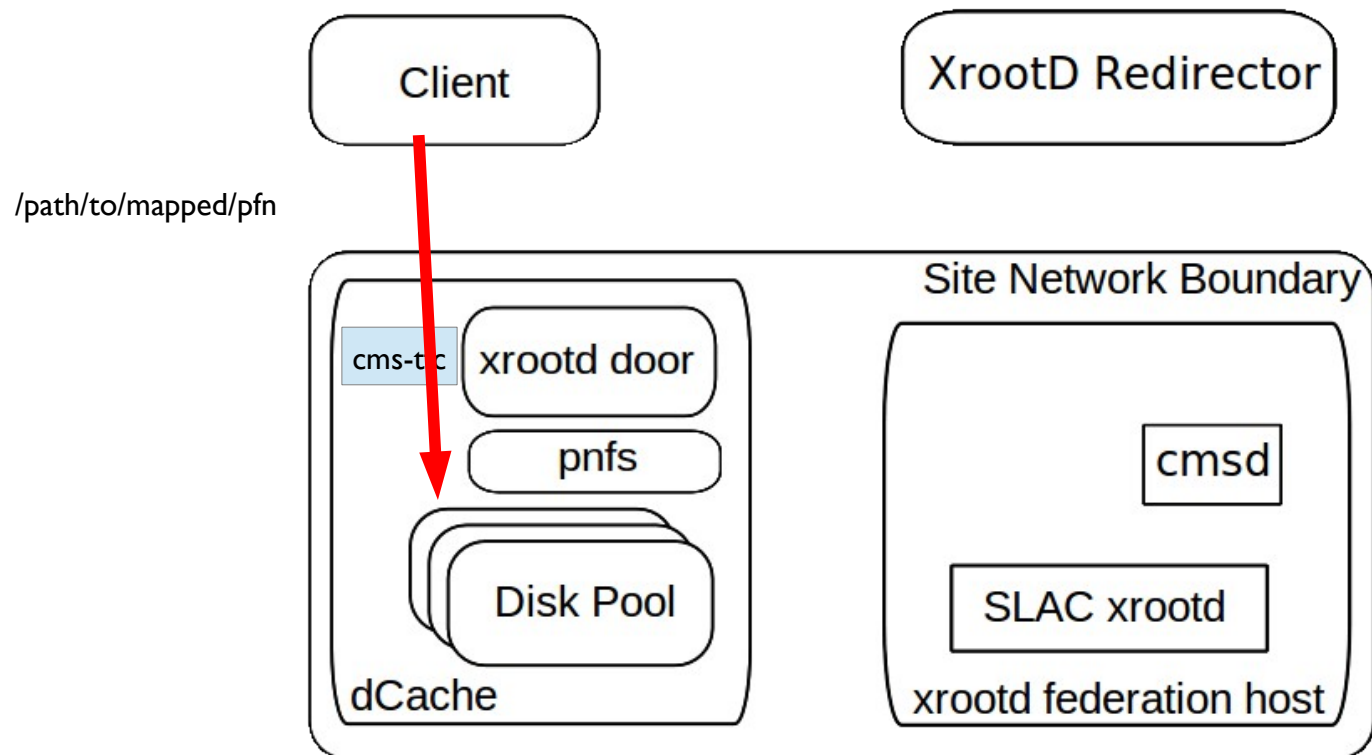 Client
XrootD Redirector
/path/to/mapped/pfn
Site Network Boundary
xrootd door
pnfs
cmsd
Disk Pool
SLAC xrootd
dCache
xrootd federation host